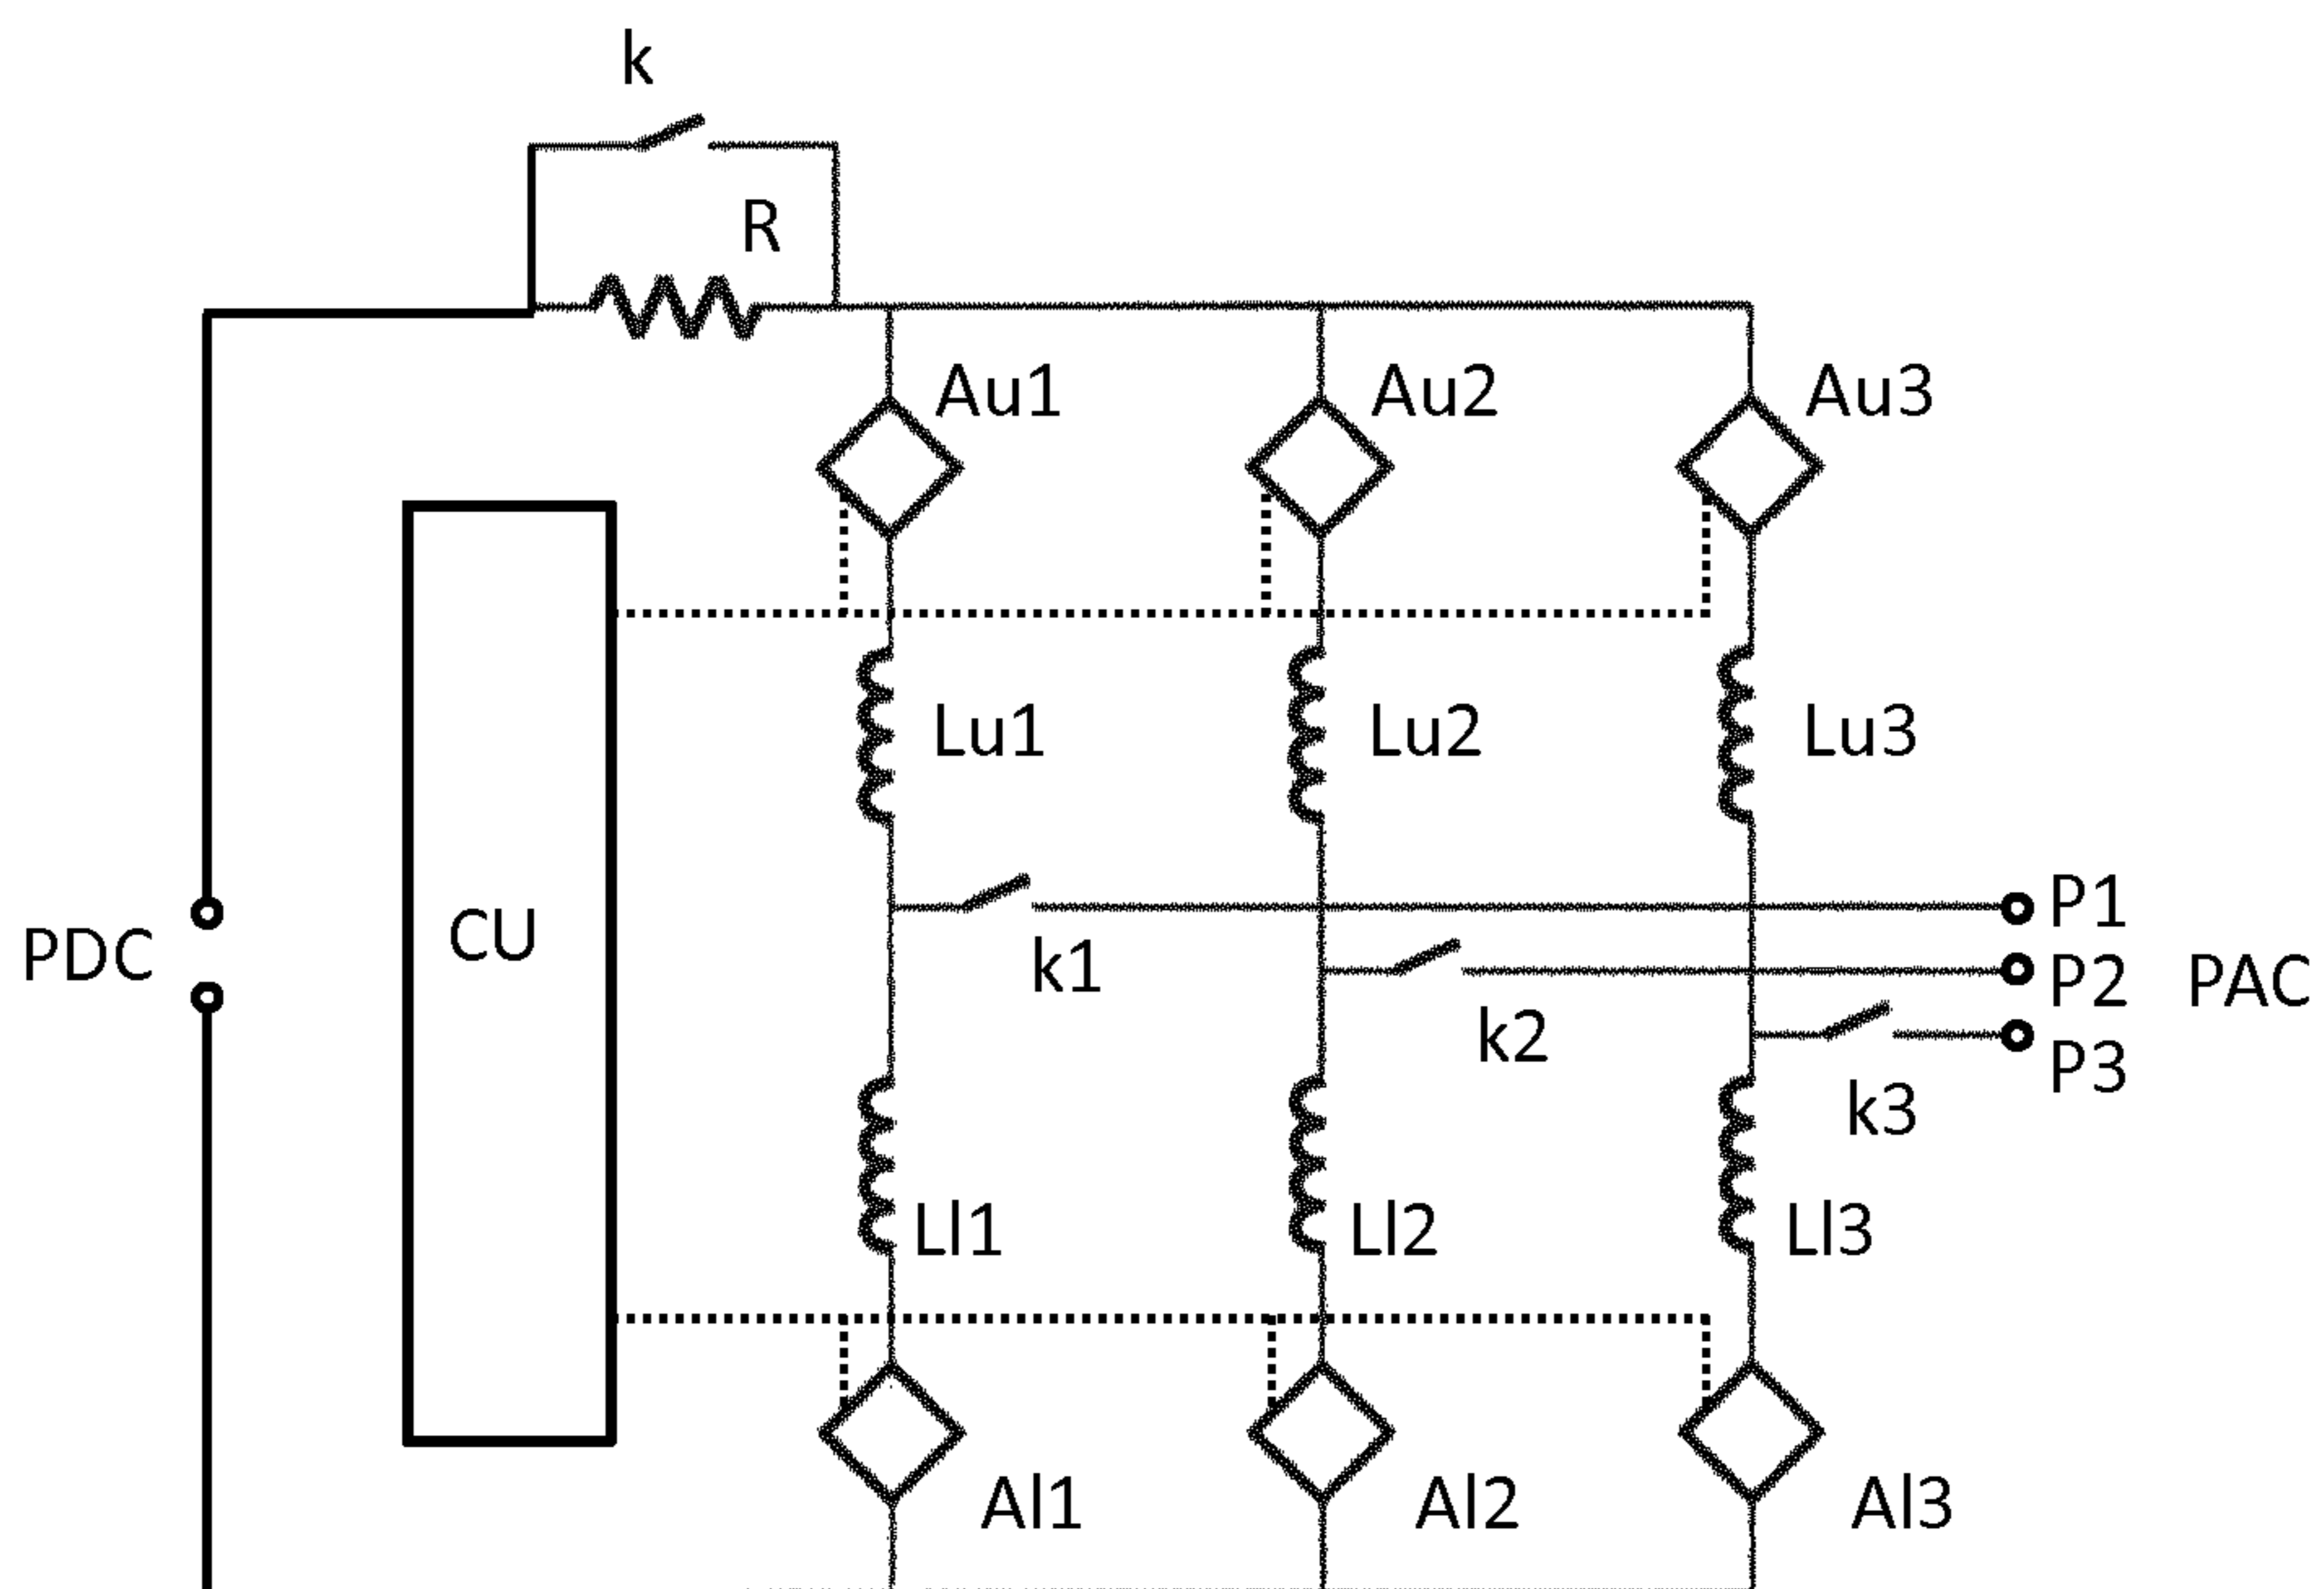 k
R
Au1 Au2 Au3
Lu1 Lu2 Lu3
CU
PDC
P1
k1
P2 PAC
k2
P3
k3
Ll1 Ll2 Ll3
Al1 Al2 Al3